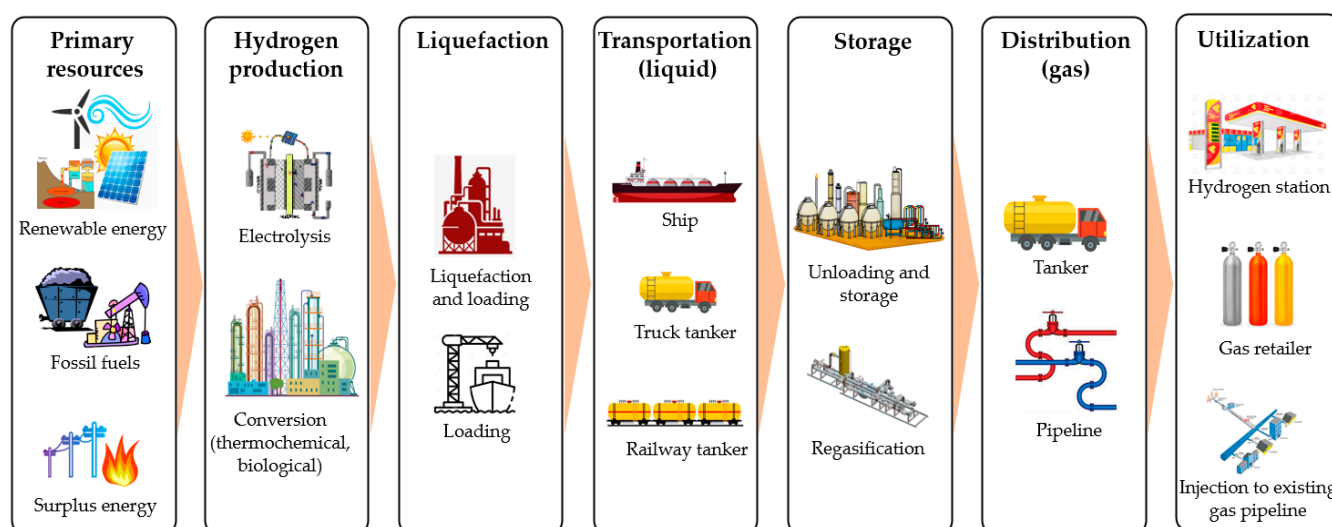 Primary
resources
Renewable energy
Fossil fuels
Surplus energy
Hydrogen
production
Electrolysis
Conversion
(thermochemical,
biological)
Liquefaction
Liquefaction
and loading
Loading
Transportation
(liquid)
Ship
Truck tanker
Railway tanker
Storage
Unloading and
storage
Regasification
Distribution
(gas)
Tanker
Pipeline
Utilization
Hydrogen station
Gas retailer
Injection to existing
gas pipeline